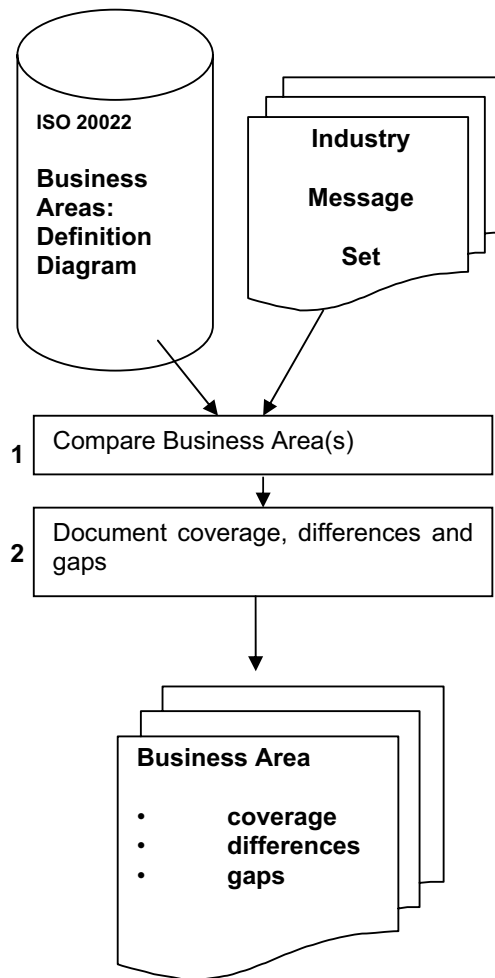 ISO 20022
Business
Areas:
Definition
Diagram
Industry
Message
Set
1
Compare Business Area(s)
2
Document coverage, differences and
gaps
Business Area
• coverage
• differences
• gaps